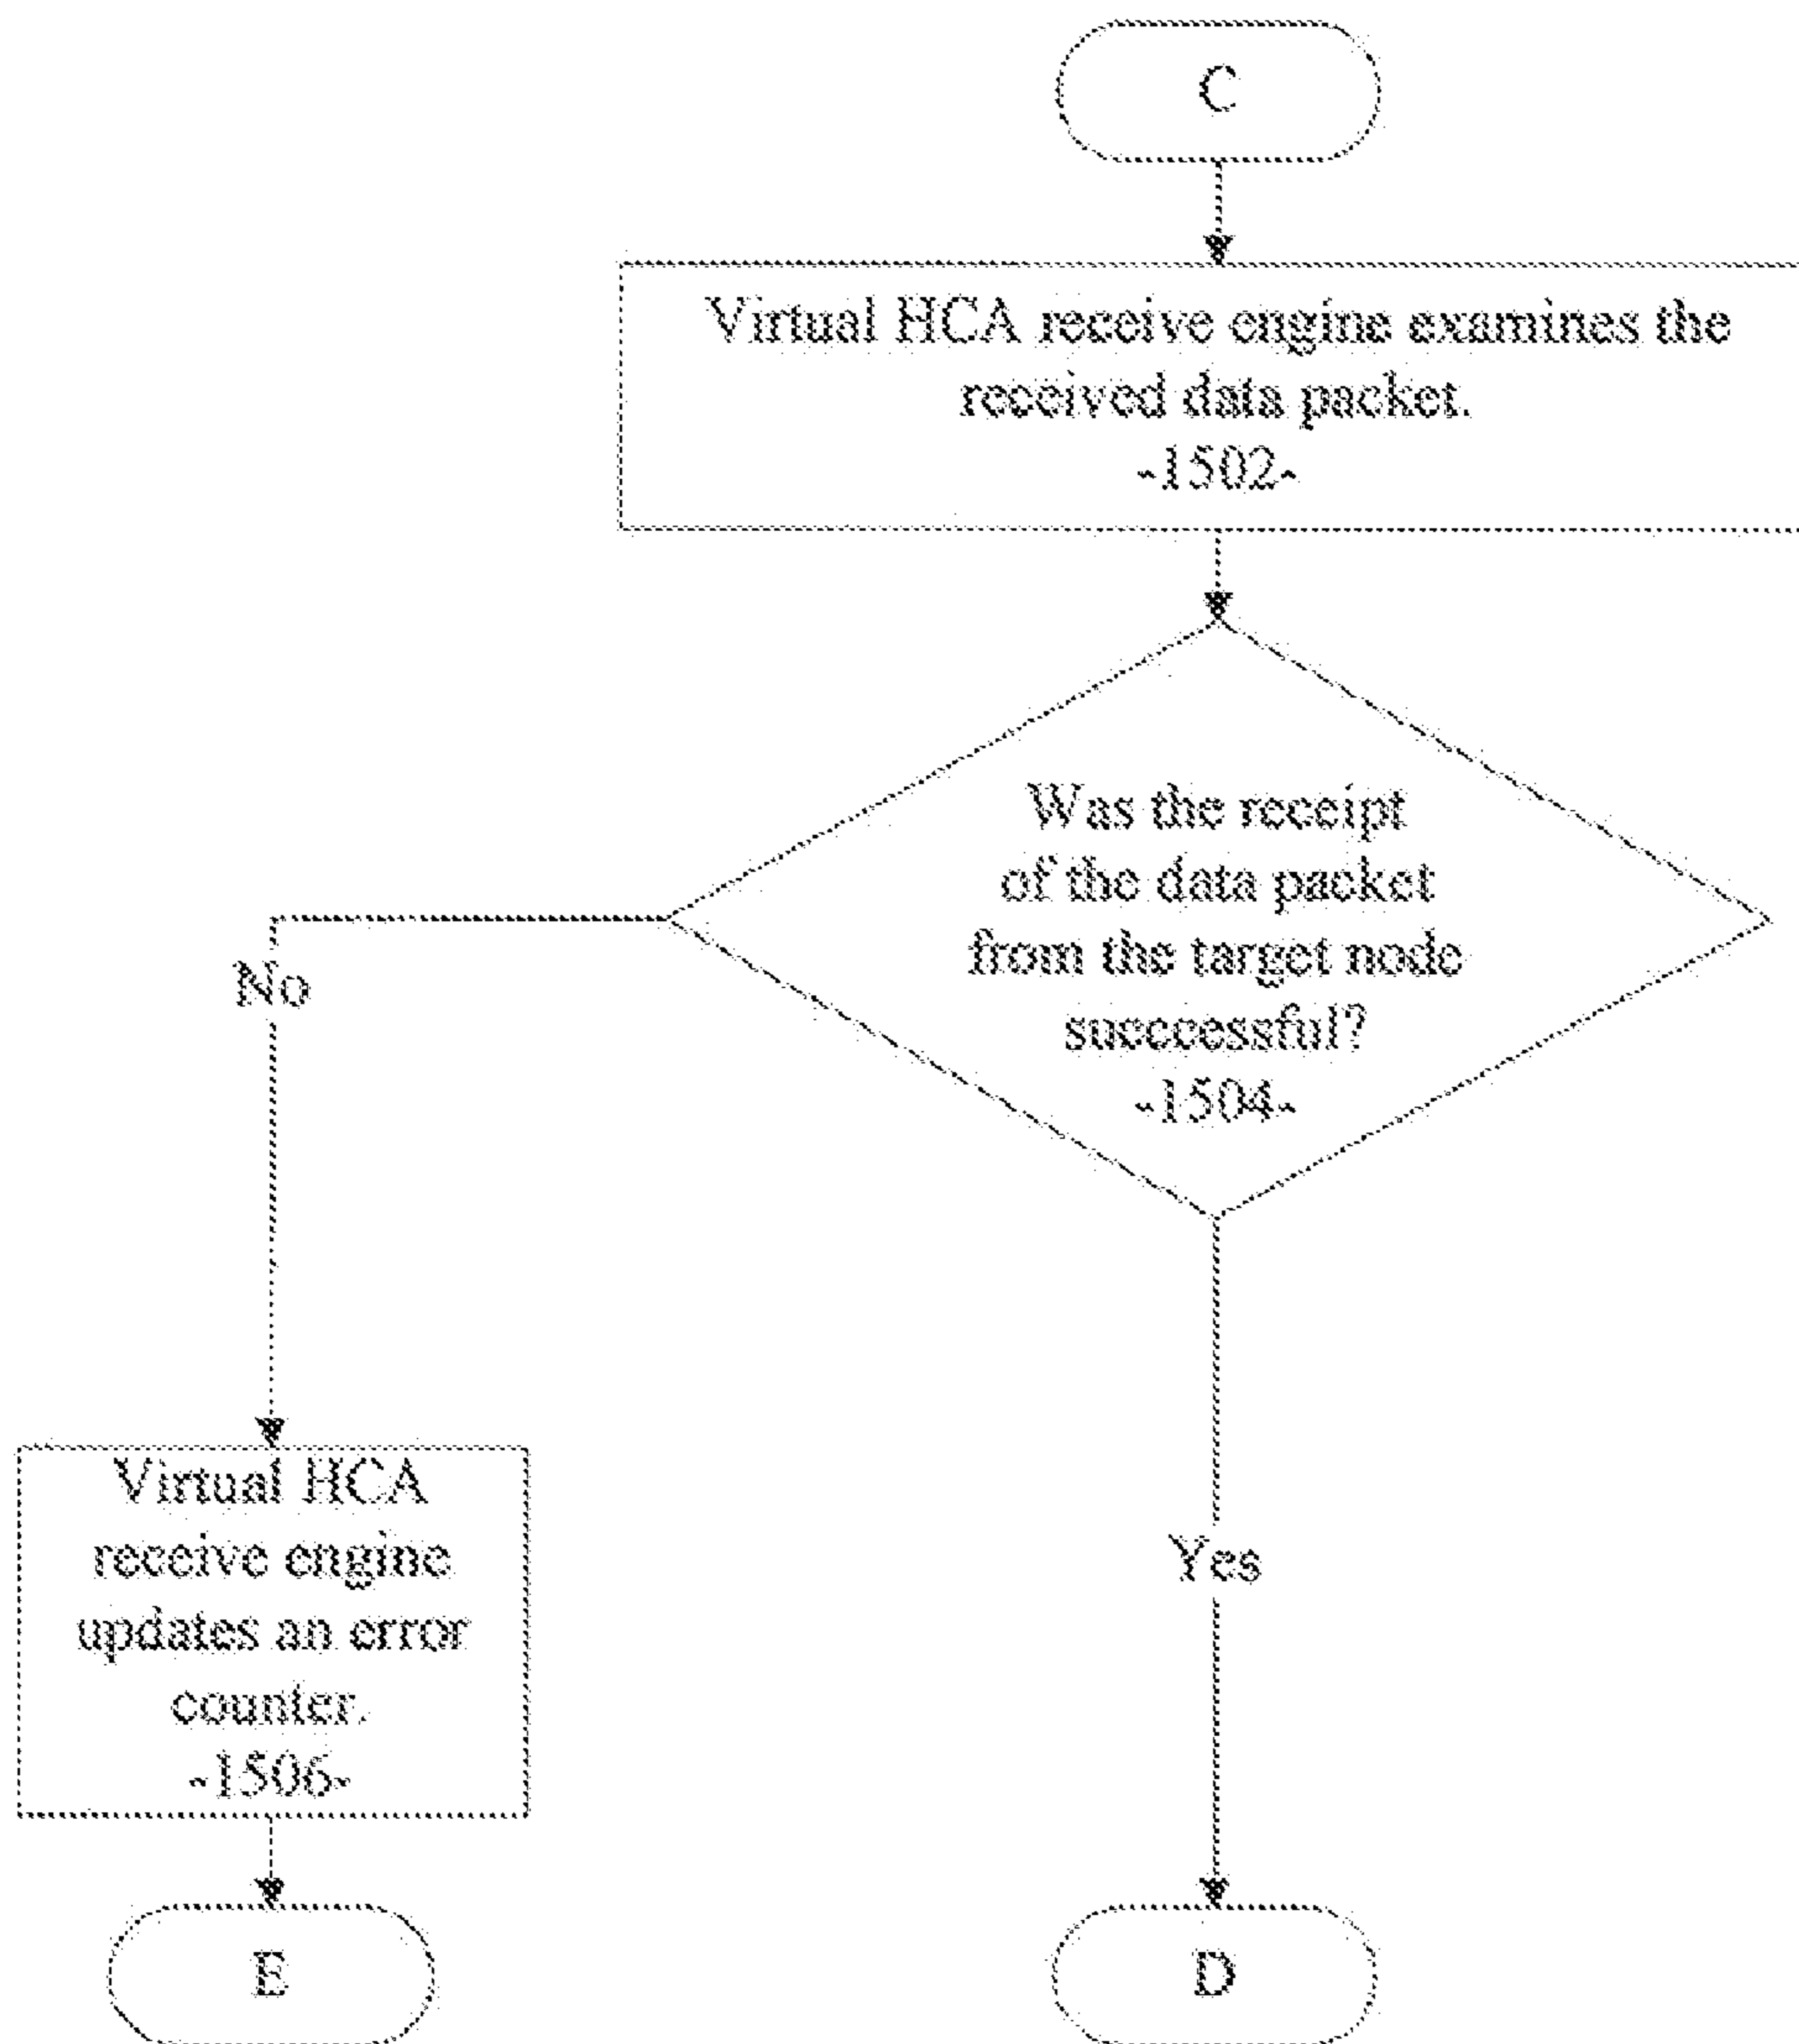 C
Virtual HCA receive engine examines the
received data packet.
-1502-
Was the receipt
of the data packet
from the target node
succcessful?
-1504-
No
Yes
Virtual HCA
receive engine
updates an error
counter.
-1506-
E
D